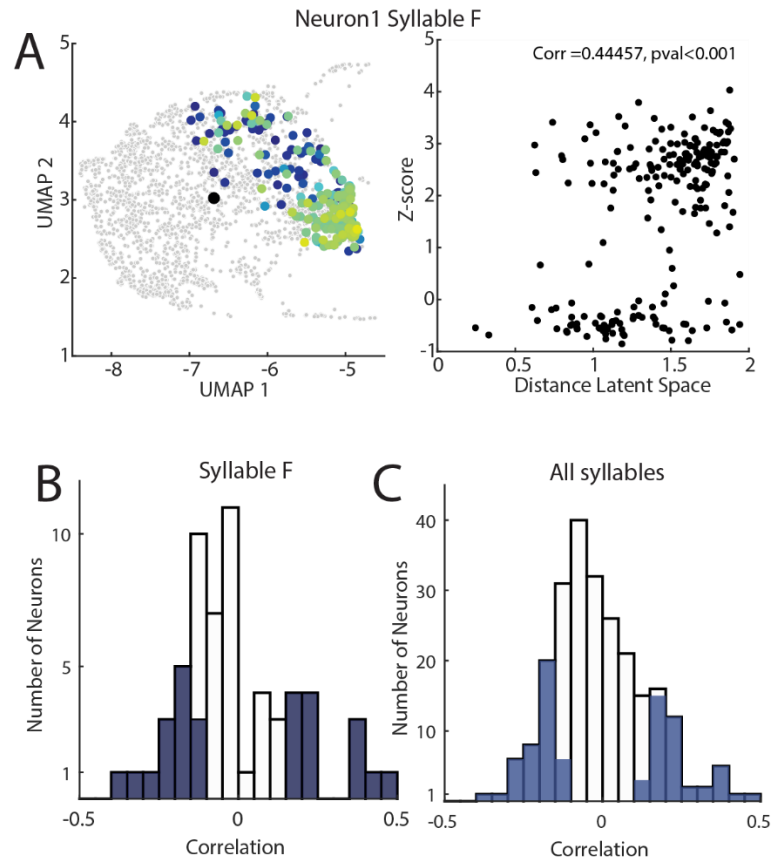 Neuron1 Syllable F
A
5
4
3
2
1
UMAP 2
-8
-7
-6
-5
UMAP 1
Corr =0.44457, pval<0.001
5
4
3
2
1
0
-1
Z-score
0
0.5
1
1.5
2
Distance Latent Space
B
Syllable F
10
5
1
Number of Neurons
-0.5
0
0.5
Correlation
C
All syllables
40
30
20
10
1
Number of Neurons
-0.5
0
0.5
Correlation